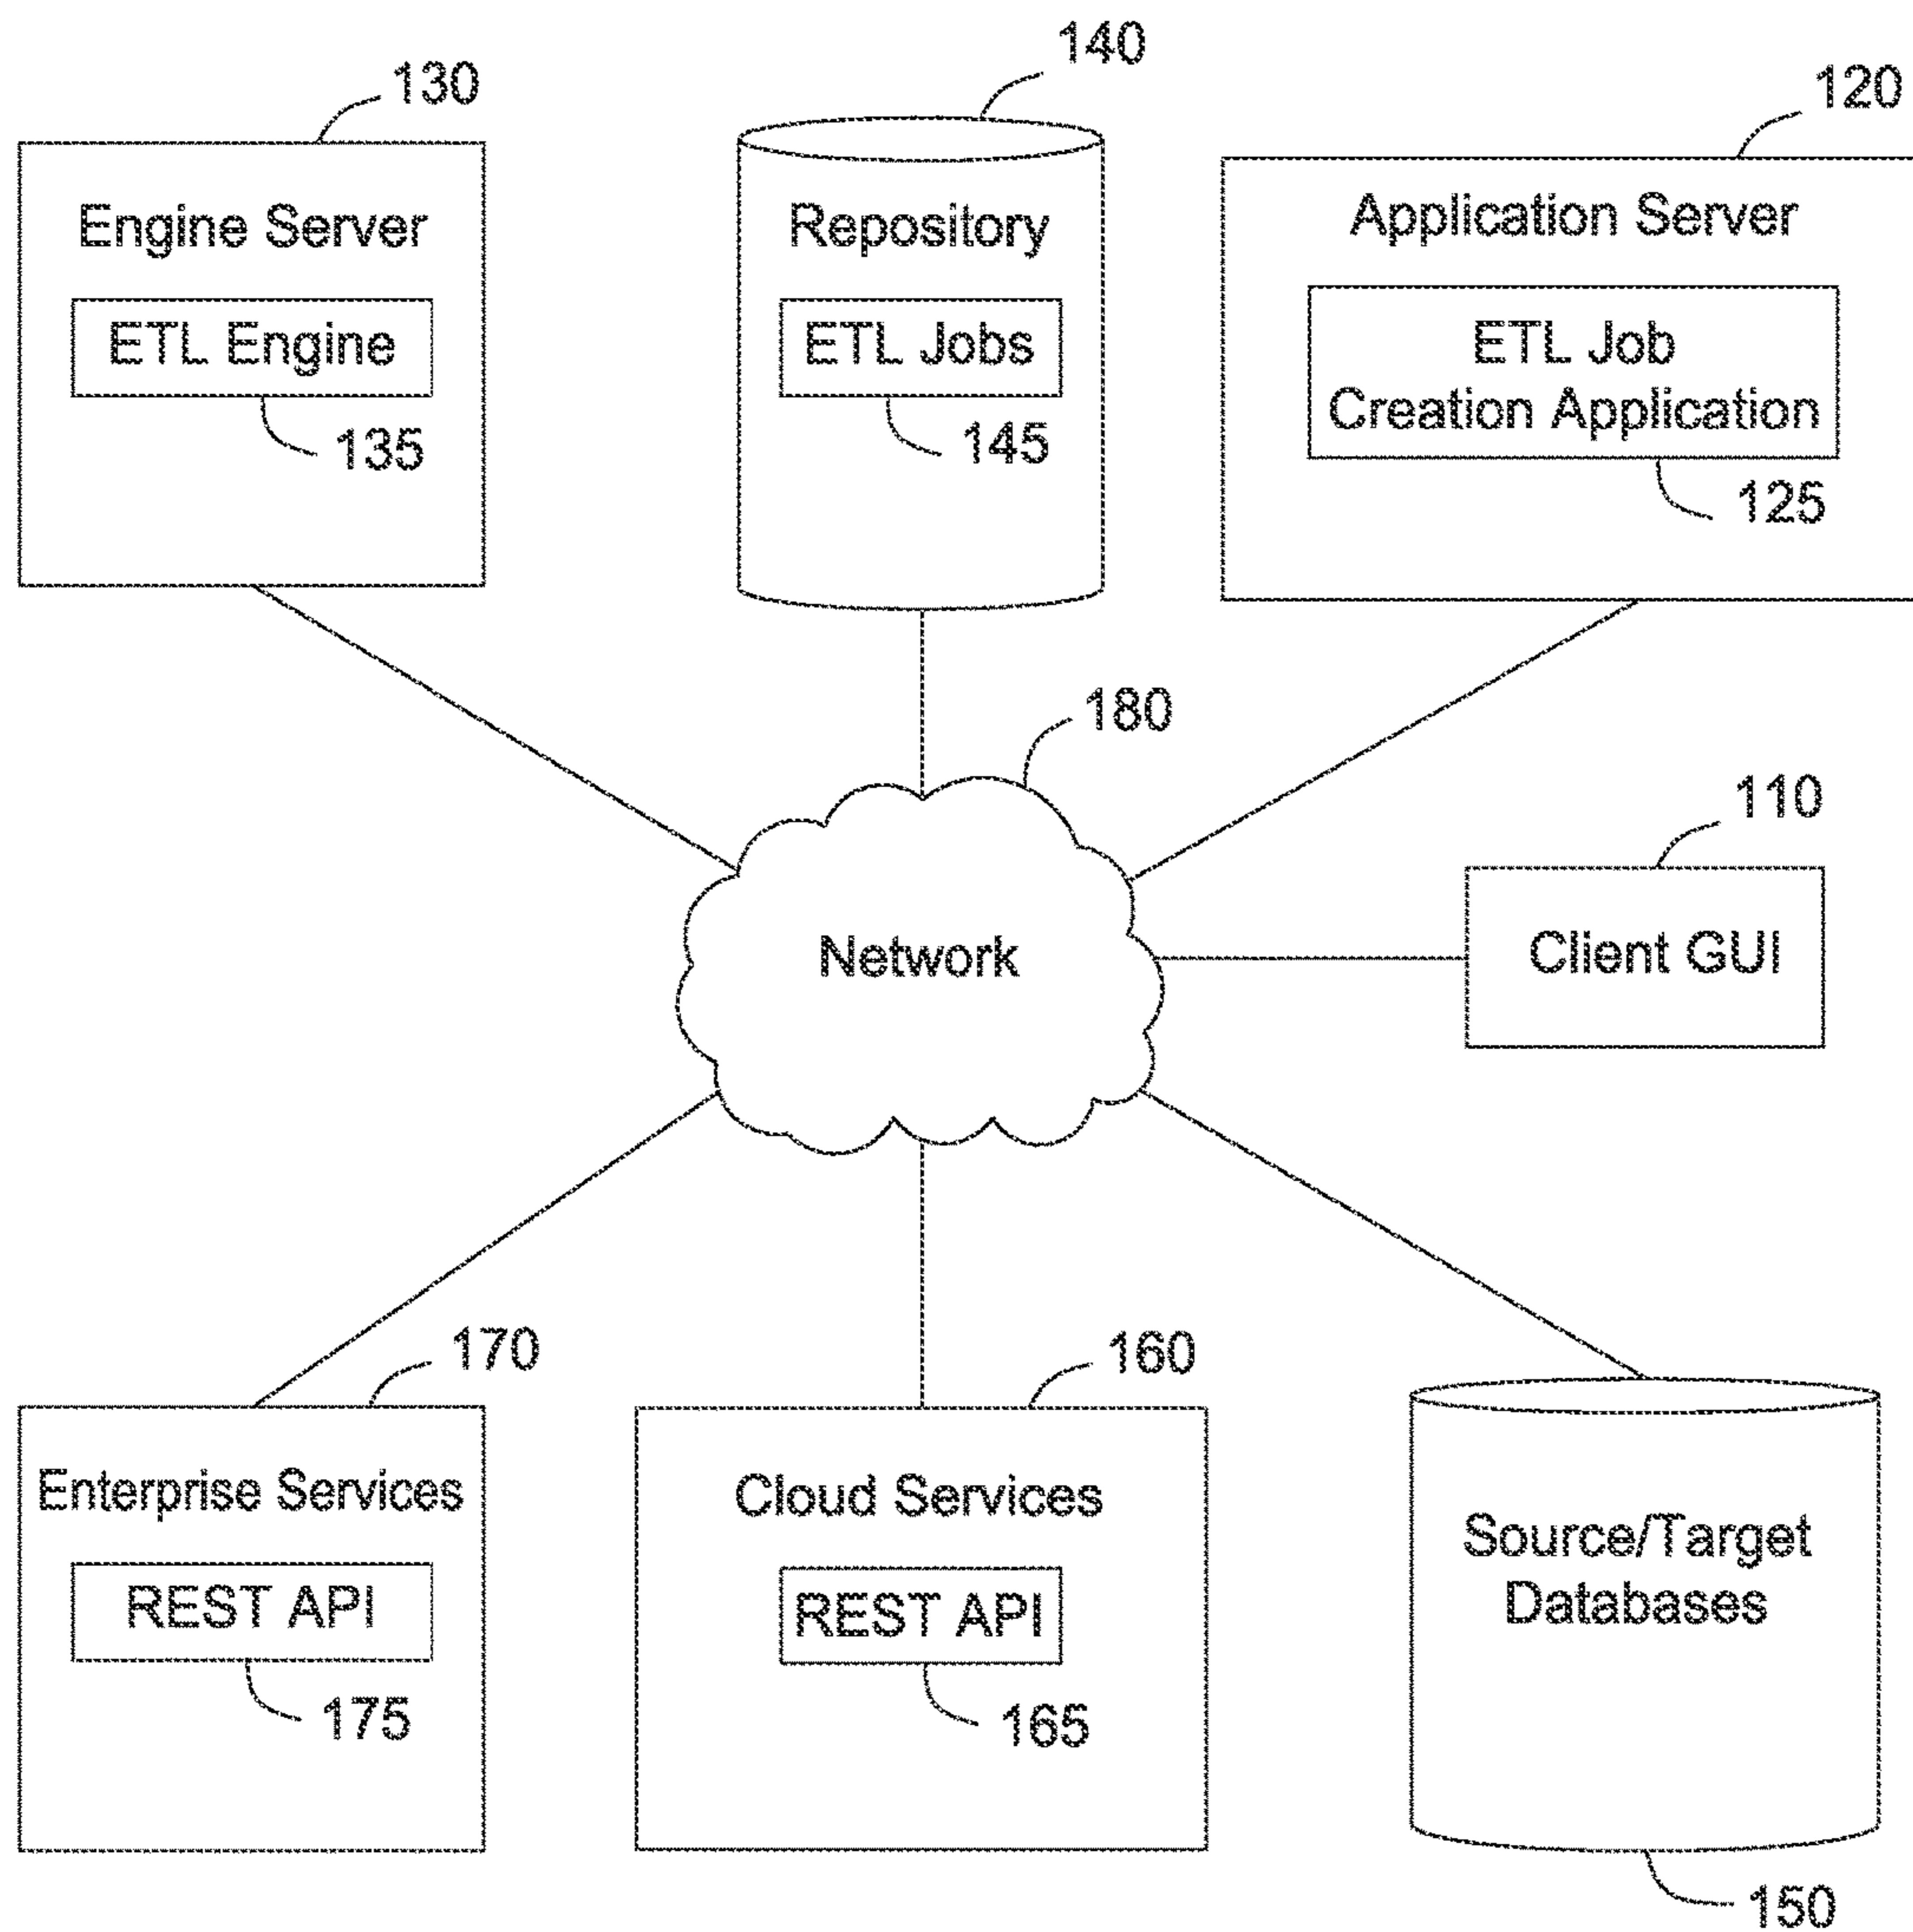 130
Engine Server
ETL Engine
135
140
Repository
ETL Jobs
145
120
Application Server
ETL Job
Creation Application
125
180
Network
110
Client GUI
170
Enterprise Services
REST API
175
160
Cloud Services
REST API
165
Source/Target
Databases
150